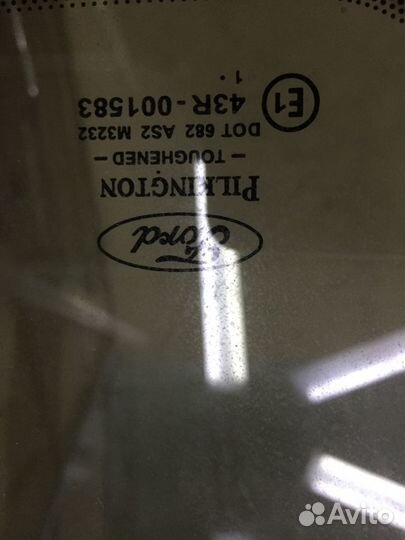 Ford
PILKINGTON
— TOUGHENED —
DOT 682 AS2 M3232
E1 43R-001583
1 .
Avito